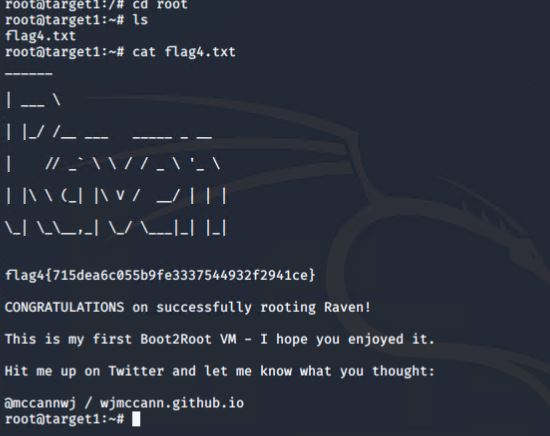 root@target1:/# cd root
root@target1:~# ls
flag4.txt
root@target1:~# cat flag4.txt
______
| ___ \
| |_/ /__ ___   _____ _ __
|    // _` \ \ / / _ \ '_ \
| |\ \ (_| |\ V /  __/ | | |
\_| \_\__,_| \_/ \___|_| |_|
flag4{715dea6c055b9fe3337544932f2941ce}
CONGRATULATIONS on successfully rooting Raven!
This is my first Boot2Root VM - I hope you enjoyed it.
Hit me up on Twitter and let me know what you thought:
@mccannwj / wjmccann.github.io
root@target1:~#